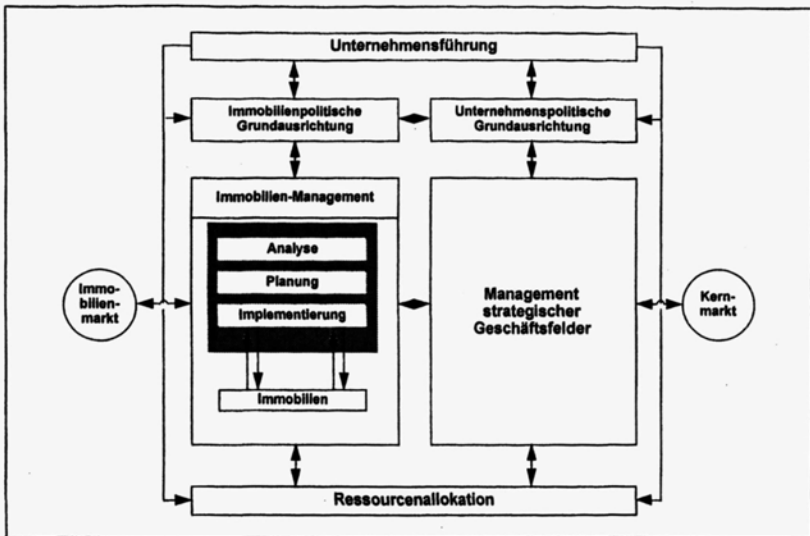 Unternehmensführung
Immobilienpolitische
Grundausrichtung
Unternehmenspolitische
Grundausrichtung
Immobilien-Management
Analyse
Planung
Implementierung
Immobilien
Immo-
bilien-
markt
Management
strategischer
Geschäftsfelder
Kern-
markt
Ressourcenallokation